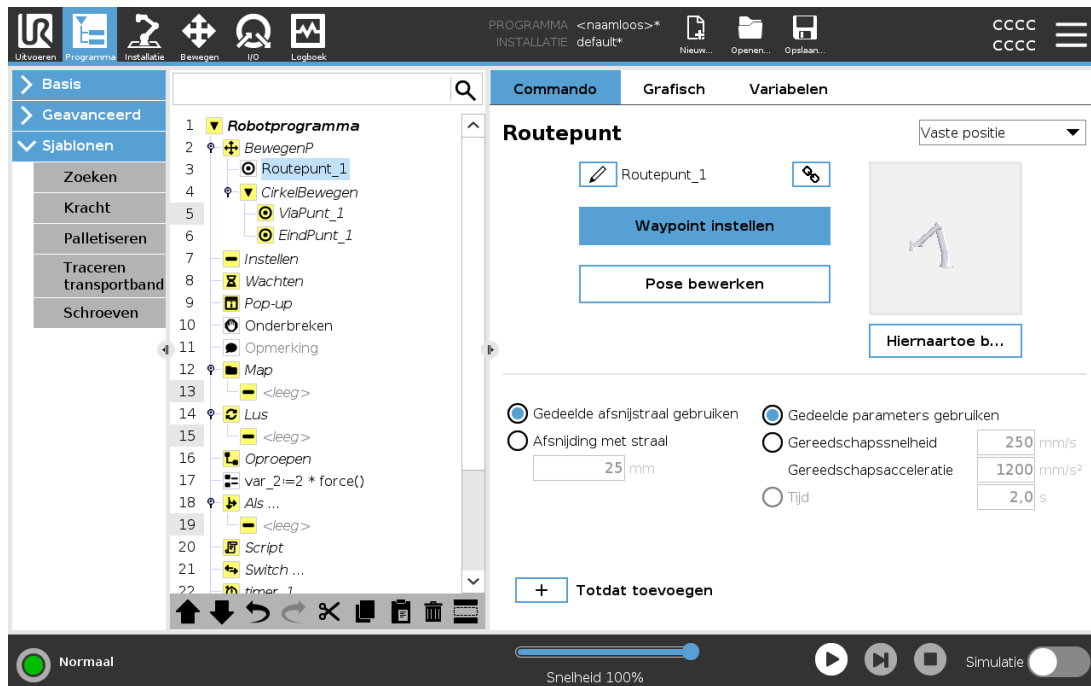 PROGRAMMA <naamloos>*
INSTALLATIE default*
CCCC
CCCC
Uitvoeren
Programma
Installatie
Bewegen
I/O
Logboek
Nieuw...
Openen...
Opslaan...
Basis
Geavanceerd
Sjablonen
Zoeken
Kracht
Palletiseren
Traceren
transportband
Schroeven
1 Robotprogramma
2 BewegenP
3 Routepunt_1
4 CirkelBewegen
5 ViaPunt_1
6 EindPunt_1
7 Instellen
8 Wachten
9 Pop-up
10 Onderbreken
11 Opmerking
12 Map
13 <leeg>
14 Lus
15 <leeg>
16 Oproepen
17 var_2:=2 * force()
18 Als ...
19 <leeg>
20 Script
21 Switch ...
22 timer_1
Commando
Grafisch
Variabelen
Routepunt
Vaste positie
Routepunt_1
Waypoint instellen
Pose bewerken
Hiernaartoe b...
Gedeelde afsnijstraal gebruiken
Afsnijding met straal
25 mm
Gedeelde parameters gebruiken
Gereedschapssnelheid 250 mm/s
Gereedschapsacceleratie 1200 mm/s²
Tijd 2,0 s
+ Totdat toevoegen
Normaal
Snelheid 100%
Simulatie